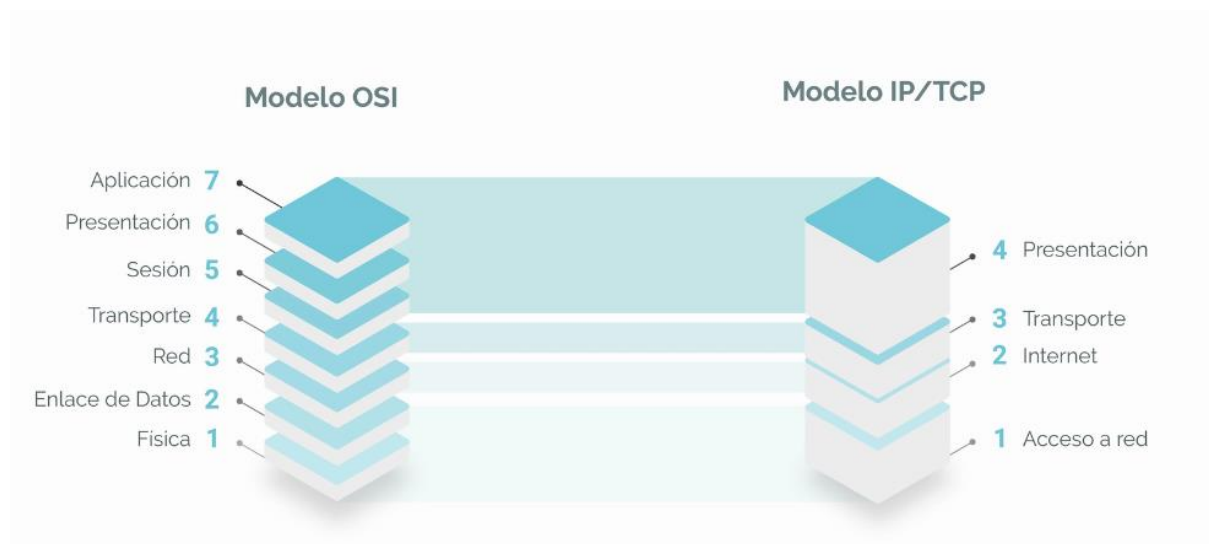 Modelo OSI
Modelo IP/TCP
Aplicación 7
Presentación 6
Sesión 5
Transporte 4
Red 3
Enlace de Datos 2
Física 1
4 Presentación
3 Transporte
2 Internet
1 Acceso a red